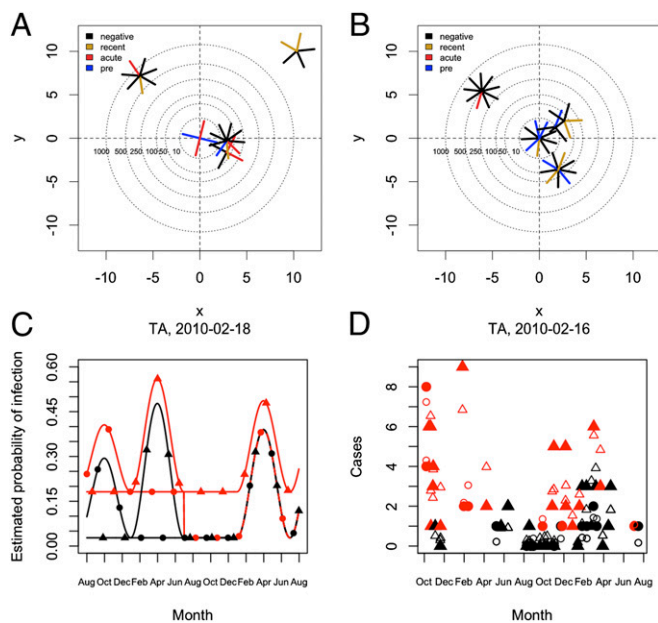 A
B
negative
recent
acute
pre
negative
recent
acute
pre
10
5
0
-5
-10
y
10
5
0
-5
-10
y
1000 500 250 100 50 10
1000 500 250 100 50 10
-10 -5 0 5 10
-10 -5 0 5 10
x
x
C
TA, 2010-02-18
D
TA, 2010-02-16
Estimated probability of infection
0.60
0.45
0.30
0.15
0.00
Cases
8
6
4
2
0
Aug Oct Dec Feb Apr Jun Aug Oct Dec Feb Apr Jun Aug
Oct Dec Feb Apr Jun Aug Oct Dec Feb Apr Jun Aug
Month
Month